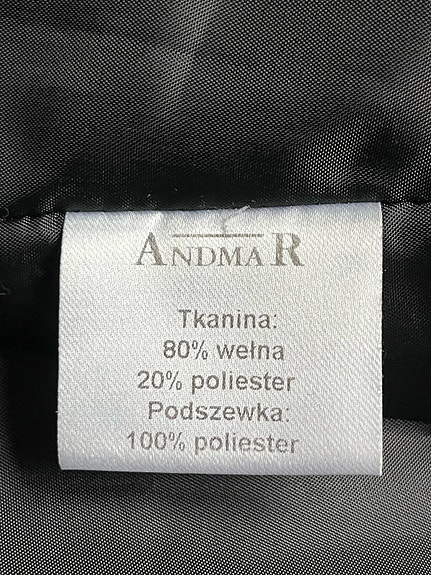 ANDMAR
Tkanina:
80% wełna
20% poliester
Podszewka:
100% poliester